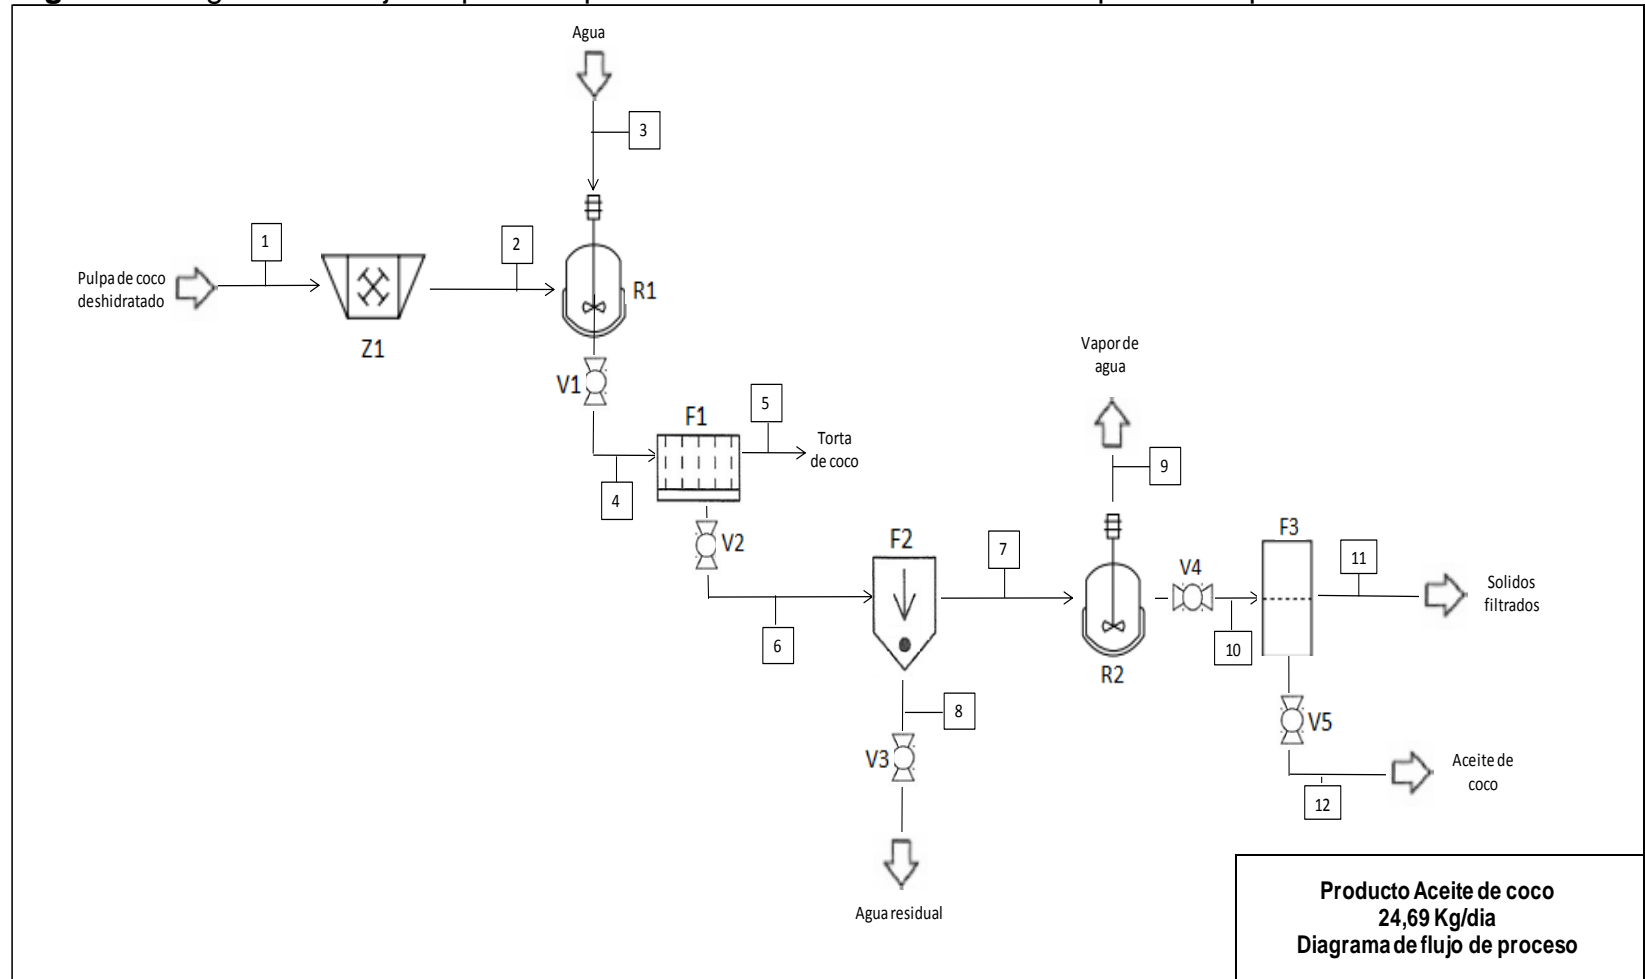 Agua
3
1
2
Pulpa de coco
deshidratado
R1
Z1
V1
Vapor de
agua
5
F1
Torta
de coco
4
9
V2
F2
7
F3
V4
11
Solidos
filtrados
6
10
R2
8
V5
V3
Aceite de
coco
12
Agua residual
Producto Aceite de coco
24,69 Kg/dia
Diagrama de flujo de proceso